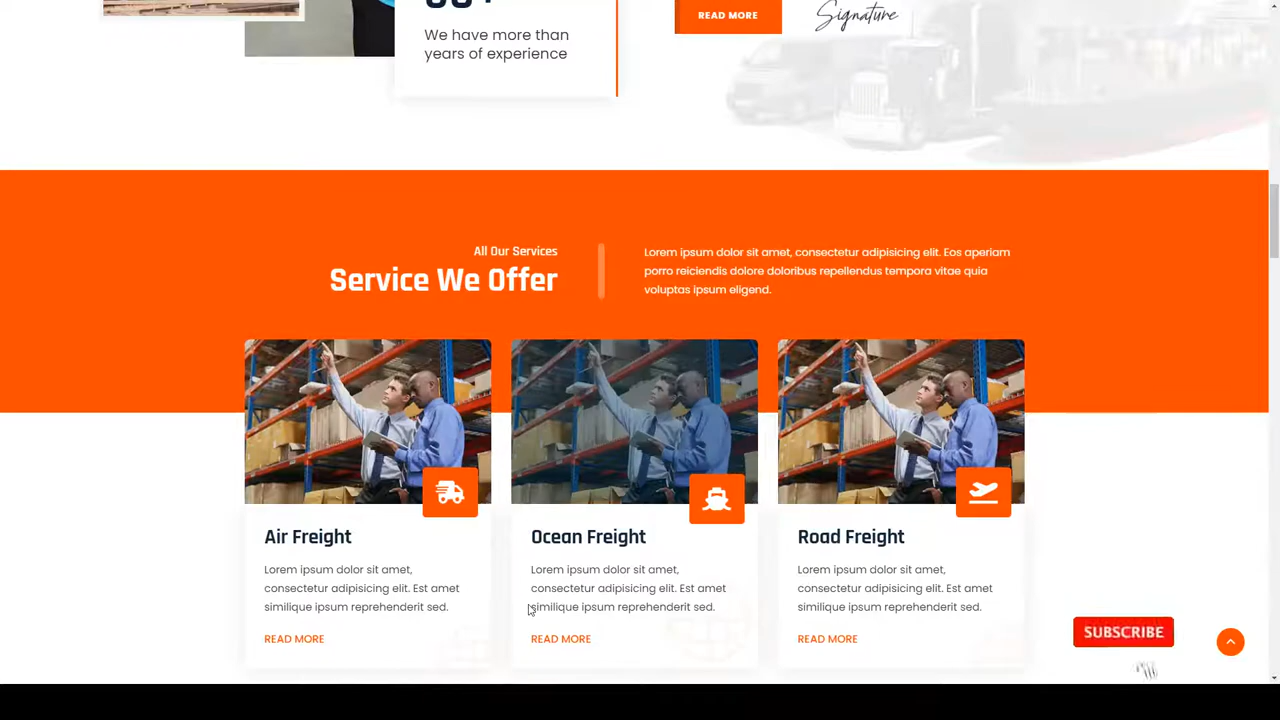 We have more than
years of experience
READ MORE
Signature
All Our Services
Service We Offer
Lorem ipsum dolor sit amet, consectetur adipisicing elit. Eos aperiam
porro reiciendis dolore doloribus repellendus tempora vitae quia
voluptas ipsum eligend.
Air Freight
Lorem ipsum dolor sit amet,
consectetur adipisicing elit. Est amet
similique ipsum reprehenderit sed.
READ MORE
Ocean Freight
Lorem ipsum dolor sit amet,
consectetur adipisicing elit. Est amet
similique ipsum reprehenderit sed.
READ MORE
Road Freight
Lorem ipsum dolor sit amet,
consectetur adipisicing elit. Est amet
similique ipsum reprehenderit sed.
READ MORE
SUBSCRIBE